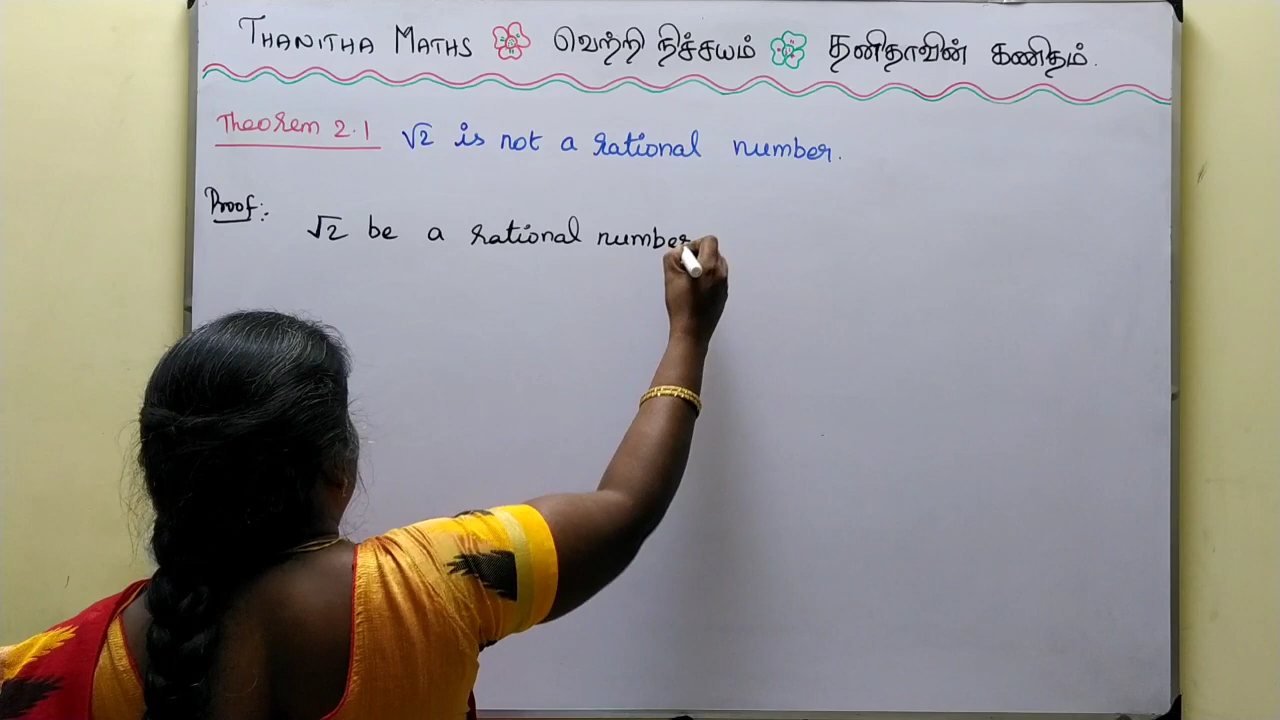 THANITHA MATHS வெற்றி நிச்சயம் தனிதாவின் கணிதம்.
Theorem 2.1 √2 is not a rational number.
Proof:
√2 be a rational number